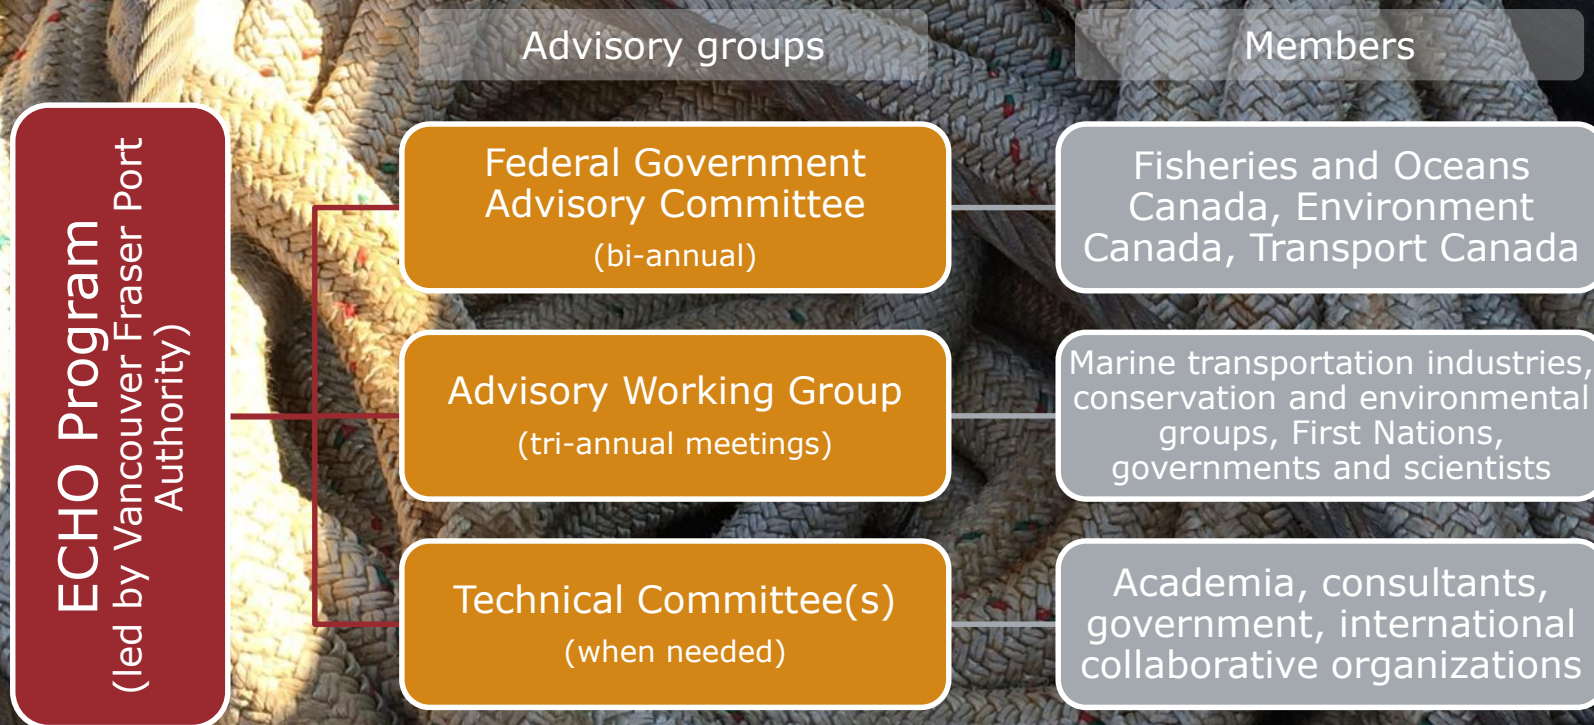 Advisory groups
Members
ECHO Program
(led by Vancouver Fraser Port
Authority)
Federal Government
Advisory Committee
(bi-annual)
Fisheries and Oceans
Canada, Environment
Canada, Transport Canada
Advisory Working Group
(tri-annual meetings)
Marine transportation industries,
conservation and environmental
groups, First Nations,
governments and scientists
Technical Committee(s)
(when needed)
Academia, consultants,
government, international
collaborative organizations